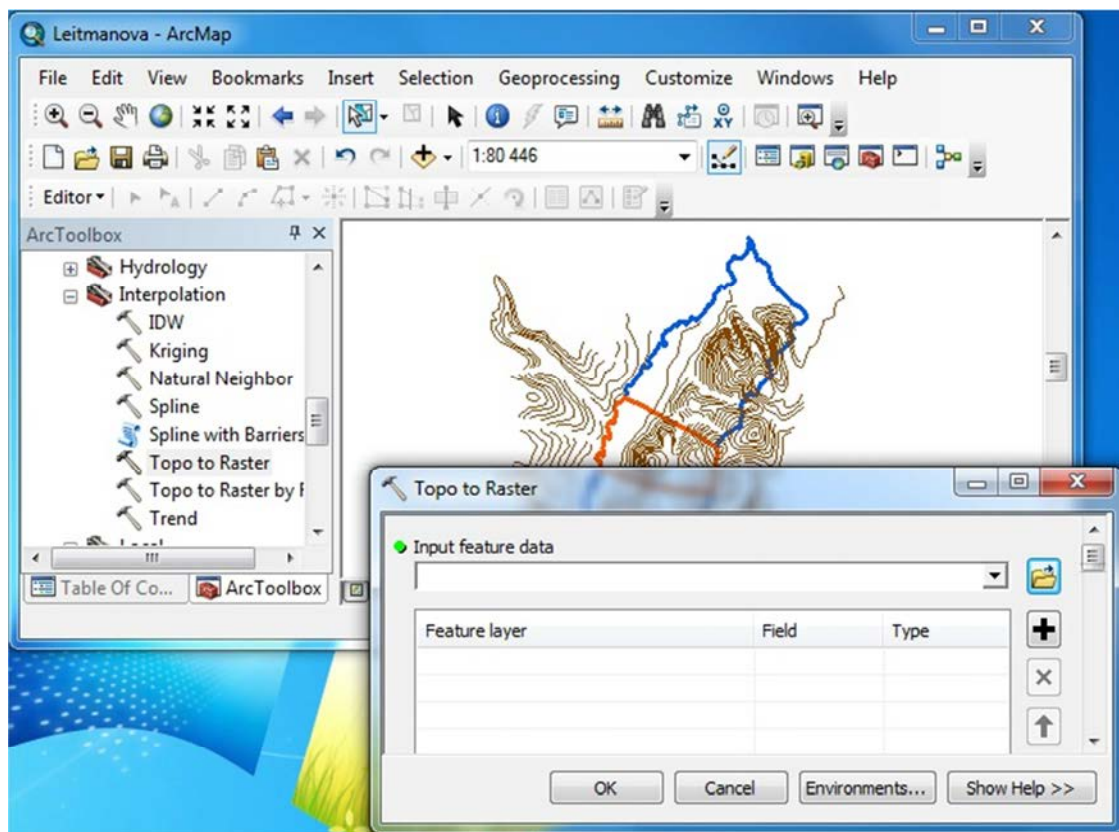 Leitmanova - ArcMap
File Edit View Bookmarks Insert Selection Geoprocessing Customize Windows Help
XY
1:80 446
Editor
ArcToolbox
Hydrology
Interpolation
IDW
Kriging
Natural Neighbor
Spline
Spline with Barriers
Topo to Raster
Topo to Raster by
Trend
Table Of Co... ArcToolbox
Topo to Raster
Input feature data
Feature layer Field Type
OK Cancel Environments... Show Help >>